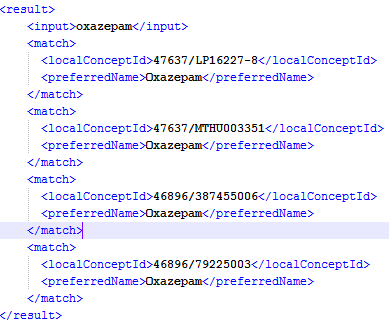 <result>
<input>oxazepam</input>
<match>
<localConceptId>47637/LP16227-8</localConceptId>
<preferredName>Oxazepam</preferredName>
</match>
<match>
<localConceptId>47637/MTHU003351</localConceptId>
<preferredName>Oxazepam</preferredName>
</match>
<match>
<localConceptId>46896/387455006</localConceptId>
<preferredName>Oxazepam</preferredName>
</match>
<match>
<localConceptId>46896/79225003</localConceptId>
<preferredName>Oxazepam</preferredName>
</match>
</result>